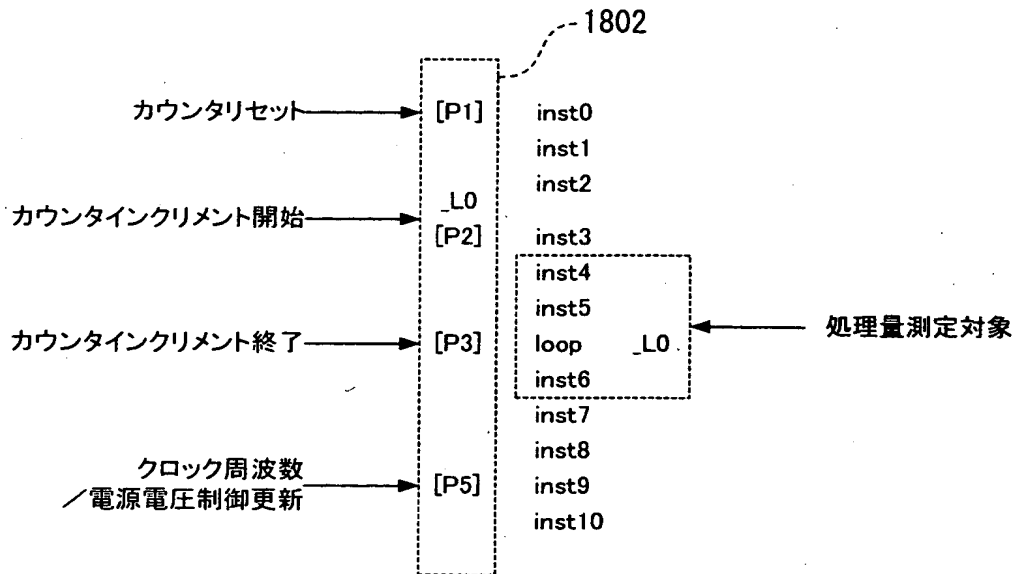 1802
カウンタリセット [P1] inst0
inst1
inst2
_L0
カウンタインクリメント開始
[P2] inst3
inst4
inst5
カウンタインクリメント終了 [P3] loop _L0
処理量測定対象
inst6
inst7
inst8
クロック周波数
／電源電圧制御更新
[P5] inst9
inst10